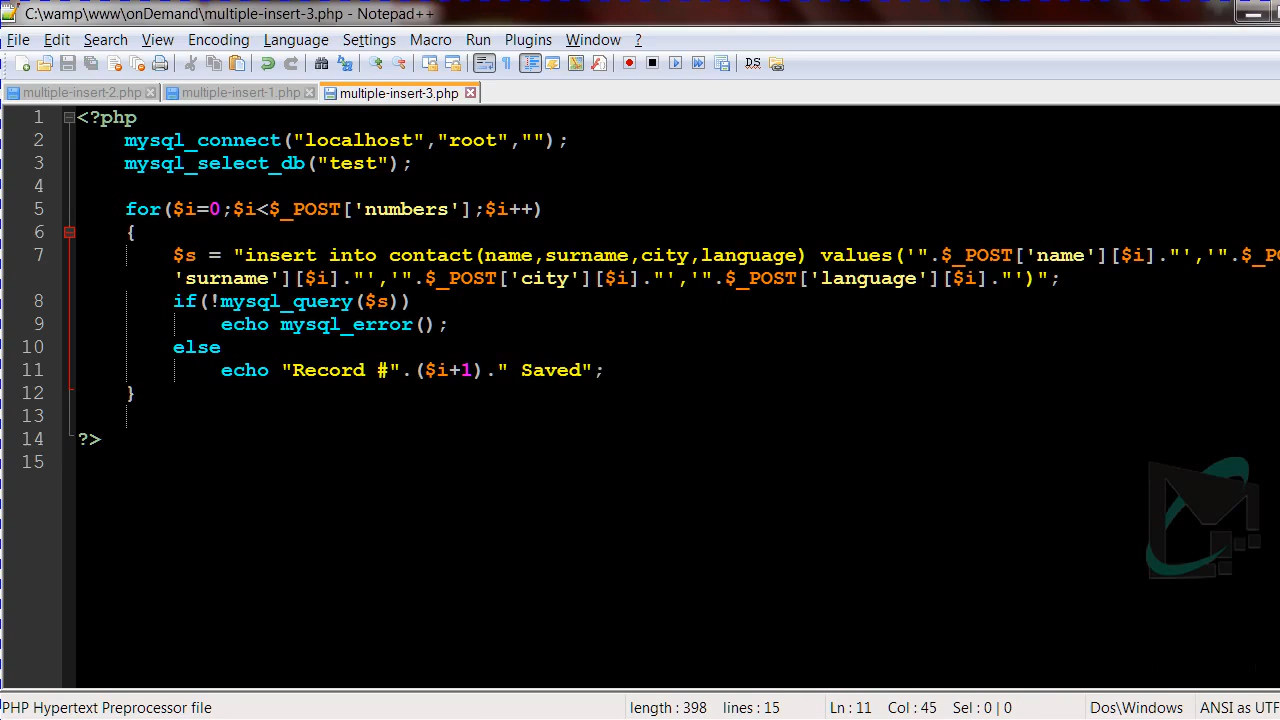 C:\wamp\www\onDemand\multiple-insert-3.php - Notepad++
File Edit Search View Encoding Language Settings Macro Run Plugins Window ?
DS
multiple-insert-2.php multiple-insert-1.php multiple-insert-3.php
1 <?php
2 mysql_connect("localhost","root","");
3 mysql_select_db("test");
4
5 for($i=0;$i<$_POST['numbers'];$i++)
6 {
7 $s = "insert into contact(name,surname,city,language) values('".$_POST['name'][$i]."','".$_PO
'surname'][$i]."','".$_POST['city'][$i]."','".$_POST['language'][$i]."')";
8 if(!mysql_query($s))
9 echo mysql_error();
10 else
11 echo "Record #".($i+1)." Saved";
12 }
13
14 ?>
15
PHP Hypertext Preprocessor file length : 398 lines : 15 Ln : 11 Col : 45 Sel : 0 | 0 Dos\Windows ANSI as UTF